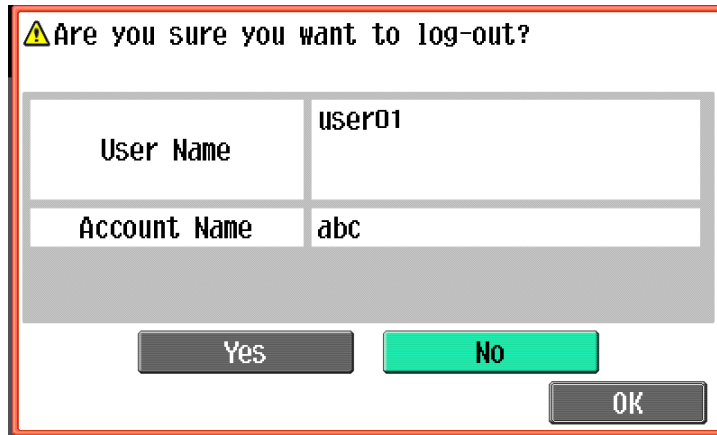 Are you sure you want to log-out?
User Name
user01
Account Name
abc
Yes
No
OK